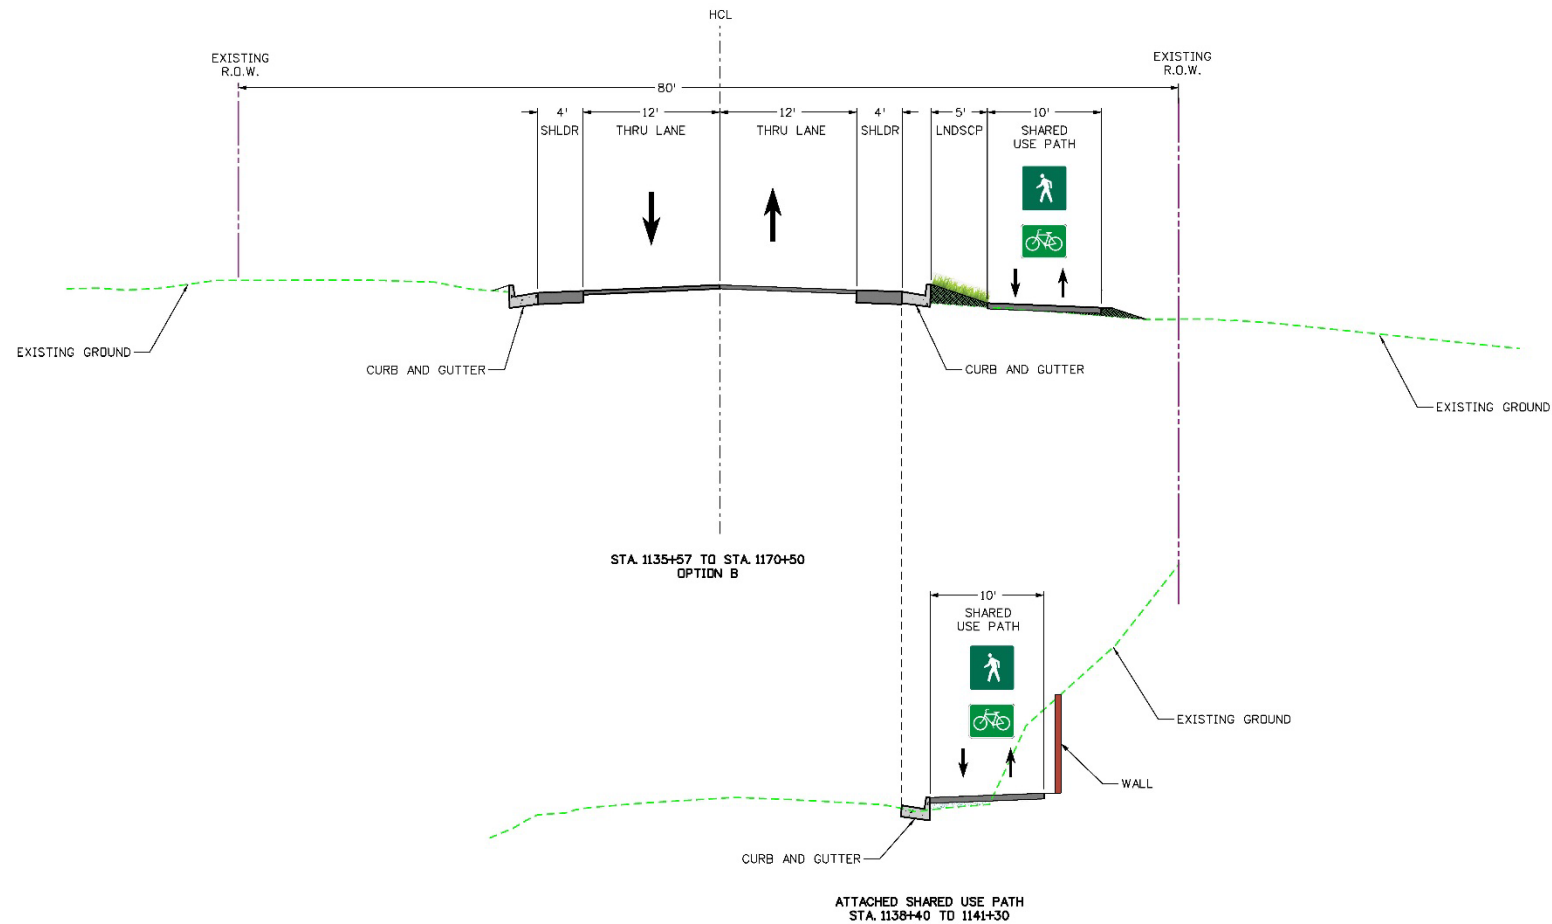 HCL
EXISTING
R.O.W.
EXISTING
R.O.W.
80'
4'
12'
12'
4'
5'
10'
SHLDR
THRU LANE
THRU LANE
SHLDR
LNDSCP
SHARED
USE PATH
EXISTING GROUND
CURB AND GUTTER
CURB AND GUTTER
EXISTING GROUND
STA. 1135+57 TO STA. 1170+50
OPTION B
10'
SHARED
USE PATH
EXISTING GROUND
WALL
CURB AND GUTTER
ATTACHED SHARED USE PATH
STA. 1138+40 TO 1141+30